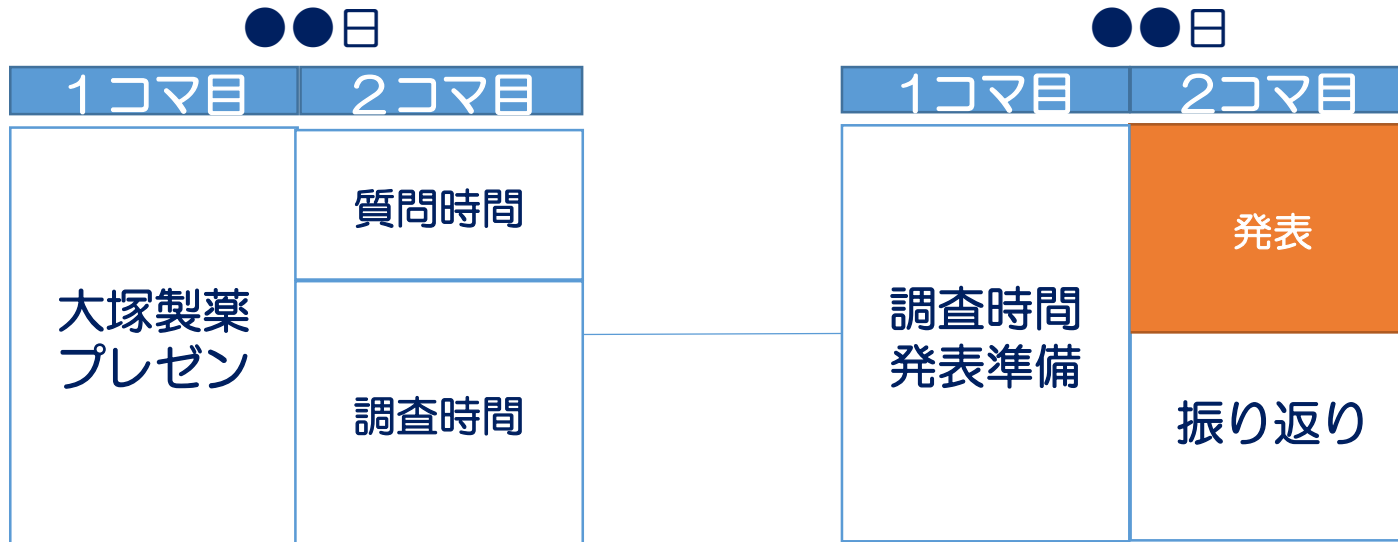 ●●日
1コマ目
2コマ目
大塚製薬
プレゼン
質問時間
調査時間
●●日
1コマ目
2コマ目
調査時間
発表準備
発表
振り返り